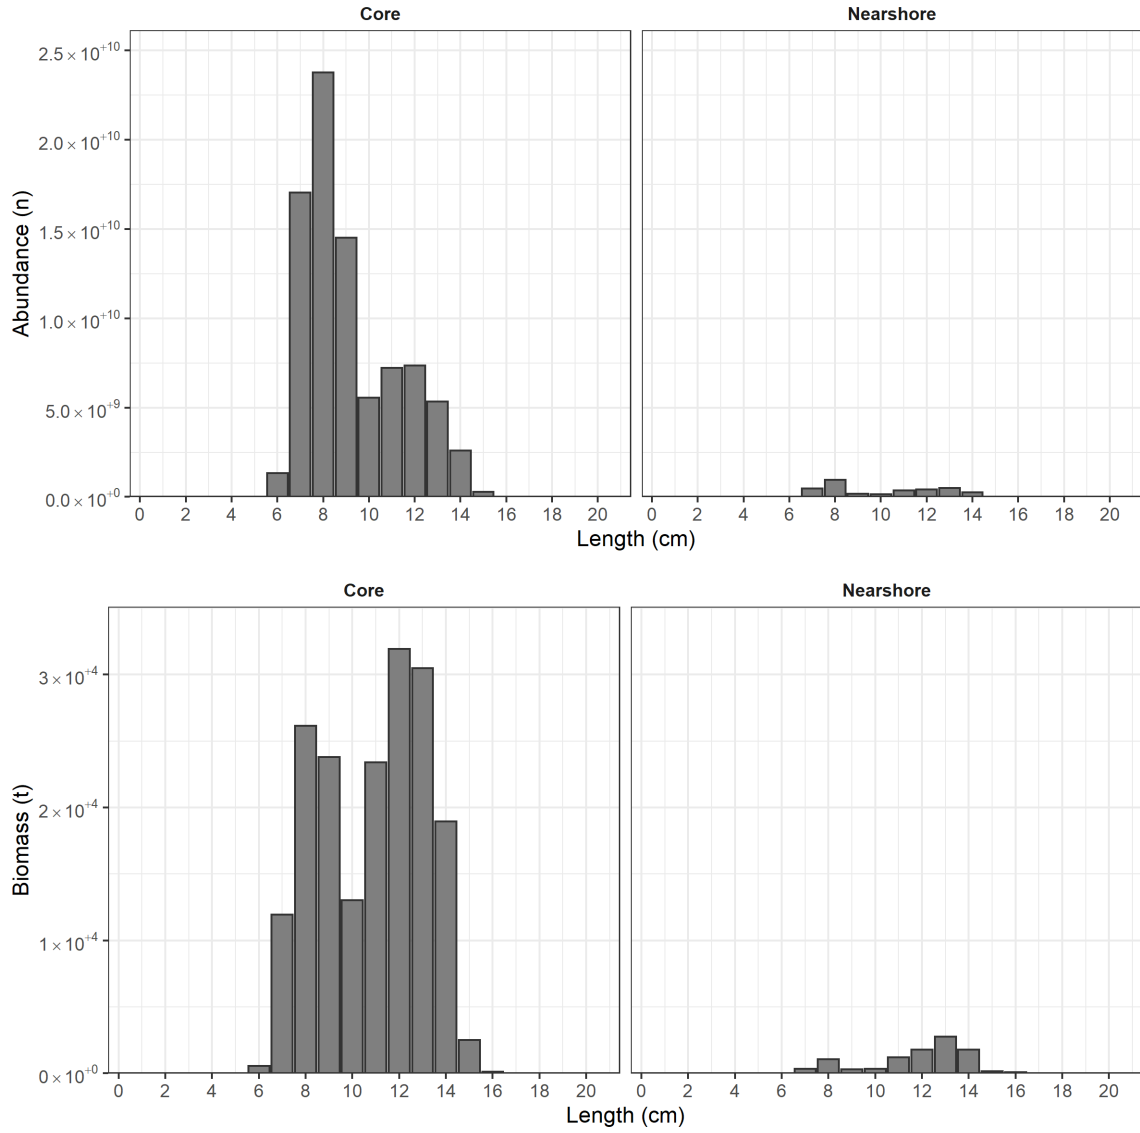 Core Nearshore
Abundance (n)
2.5 × 10⁺¹⁰
2.0 × 10⁺¹⁰
1.5 × 10⁺¹⁰
1.0 × 10⁺¹⁰
5.0 × 10⁺⁹
0.0 × 10⁺⁰
0 2 4 6 8 10 12 14 16 18 20 0 2 4 6 8 10 12 14 16 18 20
Length (cm)
Core Nearshore
Biomass (t)
3 × 10⁺⁴
2 × 10⁺⁴
1 × 10⁺⁴
0 × 10⁺⁰
0 2 4 6 8 10 12 14 16 18 20 0 2 4 6 8 10 12 14 16 18 20
Length (cm)